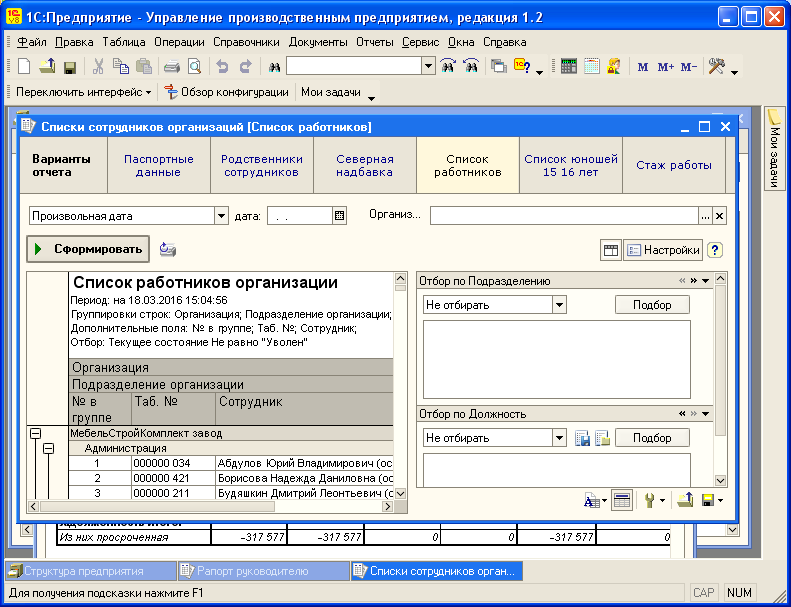 1С:Предприятие - Управление производственным предприятием, редакция 1.2
Файл Правка Таблица Операции Справочники Документы Отчеты Сервис Окна Справка
M M+ M-
Переключить интерфейс Обзор конфигурации Мои задачи
Мои задачи
Списки сотрудников организаций [Список работников]
Варианты отчета
Паспортные данные
Родственники сотрудников
Северная надбавка
Список работников
Список юношей 15 16 лет
Стаж работы
Произвольная дата дата: . . Организ... ... x
Сформировать Настройки ?
Список работников организации
Период: на 18.03.2016 15:04:56
Группировки строк: Организация; Подразделение организации;
Дополнительные поля: № в группе; Таб. №; Сотрудник;
Отбор: Текущее состояние Не равно "Уволен"
Организация
Подразделение организации
№ в группе Таб. № Сотрудник
МебельСтройКомплект завод
Администрация
1 000000 034 Абдулов Юрий Владимирович (ос
2 000000 421 Борисова Надежда Даниловна (ос
3 000000 211 Будяшкин Дмитрий Леонтьевич (о
Отбор по Подразделению
Не отбирать Подбор
Отбор по Должность
Не отбирать Подбор
Из них просроченная -317 577 -317 577 0 0 -317 577 0
Структура предприятия Рапорт руководителю Списки сотрудников орган...
Для получения подсказки нажмите F1 CAP NUM